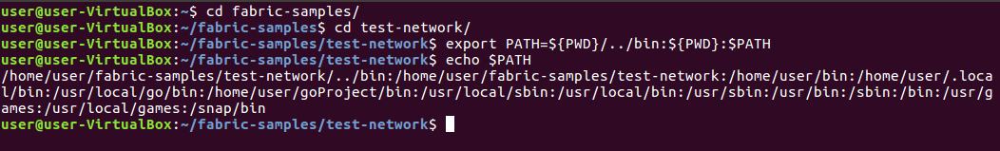 user@user-VirtualBox:~$ cd fabric-samples/
user@user-VirtualBox:~/fabric-samples$ cd test-network/
user@user-VirtualBox:~/fabric-samples/test-network$ export PATH=${PWD}/../bin:${PWD}:$PATH
user@user-VirtualBox:~/fabric-samples/test-network$ echo $PATH
/home/user/fabric-samples/test-network/../bin:/home/user/fabric-samples/test-network:/home/user/bin:/home/user/.loca
l/bin:/usr/local/go/bin:/home/user/goProject/bin:/usr/local/sbin:/usr/local/bin:/usr/sbin:/usr/bin:/sbin:/bin:/usr/g
ames:/usr/local/games:/snap/bin
user@user-VirtualBox:~/fabric-samples/test-network$